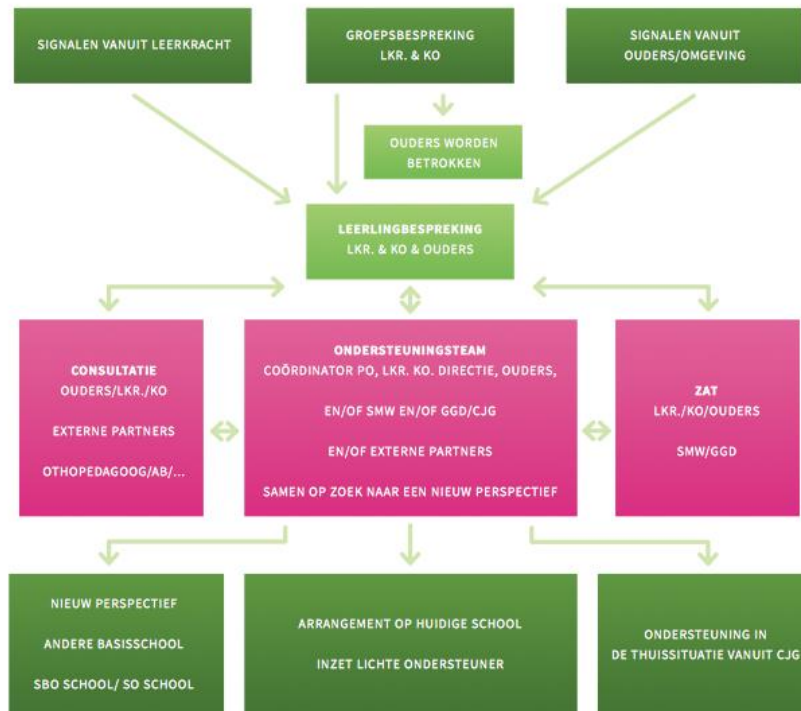 SIGNALEN VANUIT LEERKRACHT
GROEPSBESPREKING
LKR. & KO
SIGNALEN VANUIT
OUDERS/OMGEVING
OUDERS WORDEN
BETROKKEN
LEERLINGBESPREKING
LKR. & KO & OUDERS
CONSULTATIE
OUDERS/LKR./KO
EXTERNE PARTNERS
OTHOPEDAGOOG/AB/...
ONDERSTEUNINGSTEAM
COÖRDINATOR PO, LKR. KO. DIRECTIE, OUDERS,
EN/OF SMW EN/OF GGD/CJG
EN/OF EXTERNE PARTNERS
SAMEN OP ZOEK NAAR EEN NIEUW PERSPECTIEF
ZAT
LKR./KO/OUDERS
SMW/GGD
NIEUW PERSPECTIEF
ANDERE BASISSCHOOL
SBO SCHOOL/ SO SCHOOL
ARRANGEMENT OP HUIDIGE SCHOOL
INZET LICHTE ONDERSTEUNER
ONDERSTEUNING IN
DE THUISSITUATIE VANUIT CJG